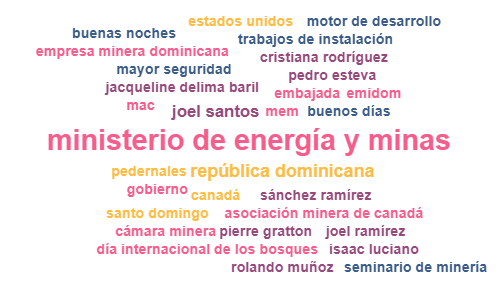 estados unidos motor de desarrollo
buenas noches trabajos de instalación
empresa minera dominicana cristiana rodríguez
mayor seguridad pedro esteva
jacqueline delima baril embajada emidom
mac joel santos mem buenos días
ministerio de energía y minas
pedernales república dominicana
gobierno canadá sánchez ramírez
santo domingo asociación minera de canadá
cámara minera pierre gratton joel ramírez
día internacional de los bosques isaac luciano
rolando muñoz seminario de minería